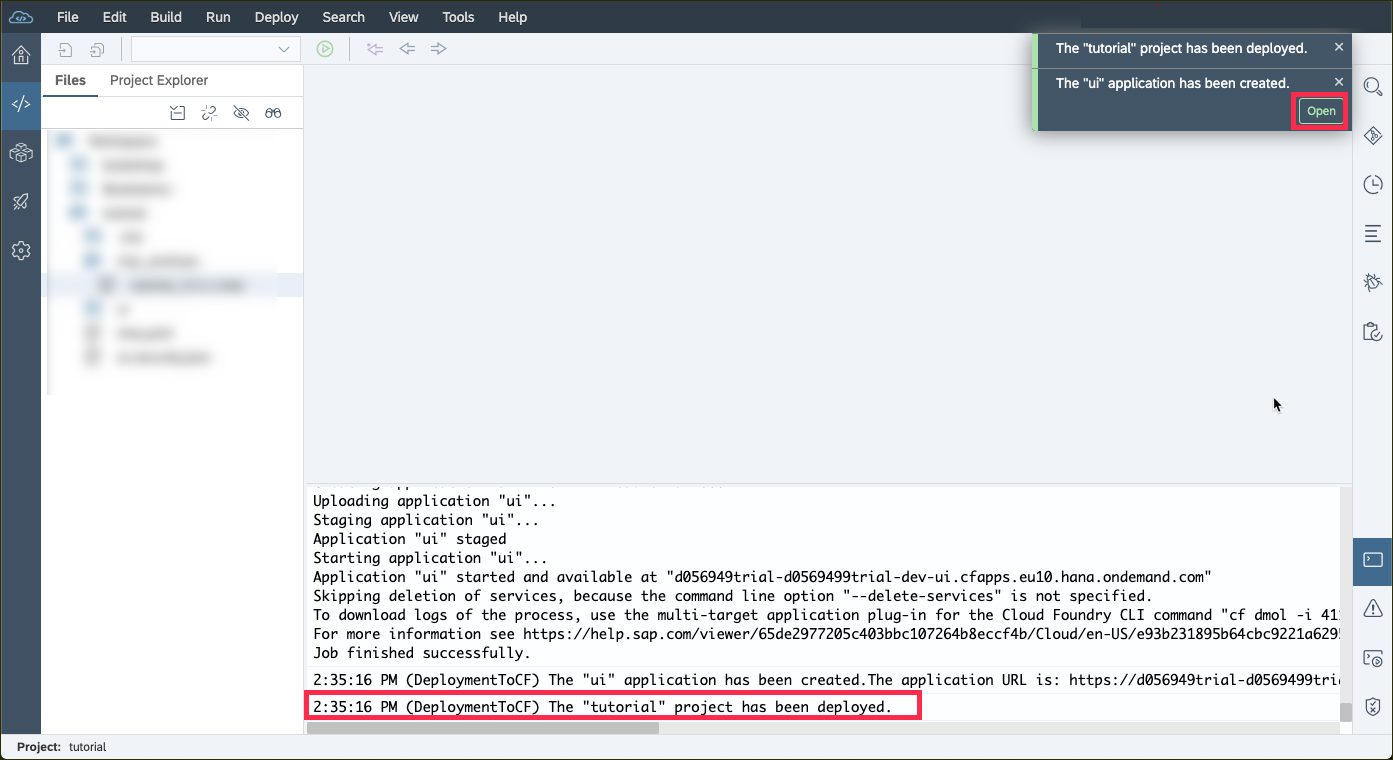 File Edit Build Run Deploy Search View Tools Help
The "tutorial" project has been deployed.
The "ui" application has been created.
Open
Files Project Explorer
Uploading application "ui"...
Staging application "ui"...
Application "ui" staged
Starting application "ui"...
Application "ui" started and available at "d056949trial-d0569499trial-dev-ui.cfapps.eu10.hana.ondemand.com"
Skipping deletion of services, because the command line option "--delete-services" is not specified.
To download logs of the process, use the multi-target application plug-in for the Cloud Foundry CLI command "cf dmol -i 41
For more information see https://help.sap.com/viewer/65de2977205c403bbc107264b8eccf4b/Cloud/en-US/e93b231895b64cbc9221a629
Job finished successfully.
2:35:16 PM (DeploymentToCF) The "ui" application has been created.The application URL is: https://d056949trial-d0569499tri
2:35:16 PM (DeploymentToCF) The "tutorial" project has been deployed.
Project: tutorial